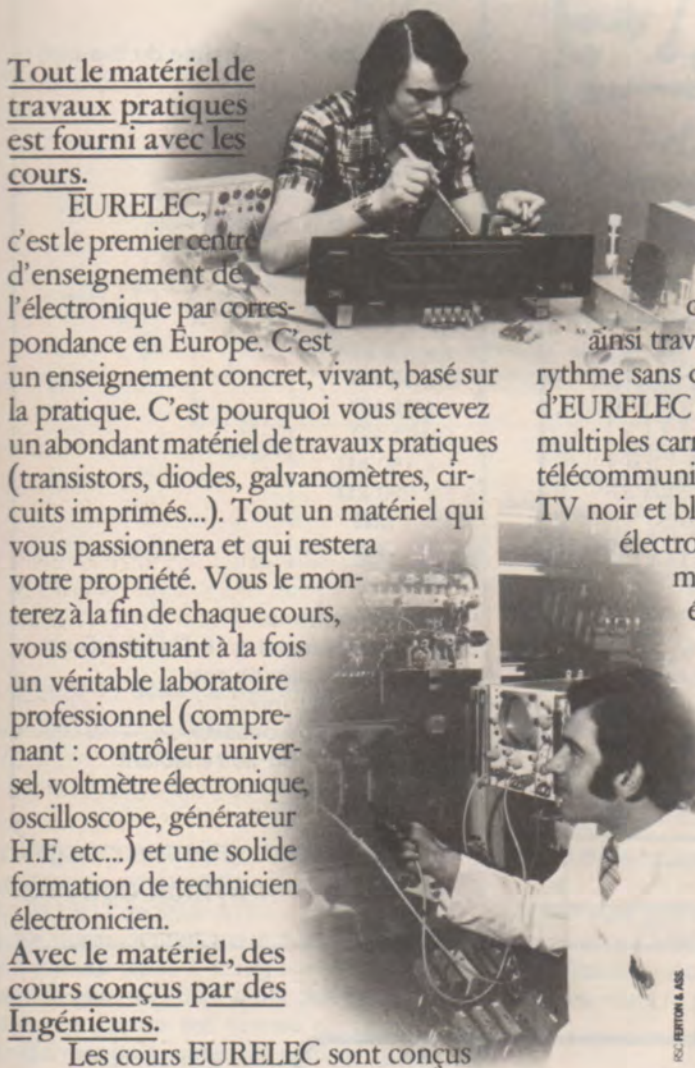 Tout le matériel de
travaux pratiques
est fourni avec les
cours.
EURELEC,
c'est le premier centre
d'enseignement de
l'électronique par corres-
pondance en Europe. C'est
un enseignement concret, vivant, basé sur
la pratique. C'est pourquoi vous recevez
un abondant matériel de travaux pratiques
(transistors, diodes, galvanomètres, cir-
cuits imprimés...). Tout un matériel qui
vous passionnera et qui restera
votre propriété. Vous le mon-
terez à la fin de chaque cours,
vous constituant à la fois
un véritable laboratoire
professionnel (compre-
nant : contrôleur univer-
sel, voltmètre électronique,
oscilloscope, générateur
H.F. etc...) et une solide
formation de technicien
électronicien.
Avec le matériel, des
cours conçus par des
Ingénieurs.
Les cours EURELEC sont conçus
ainsi trav
rythme sans
d'EURELEC
multiples car
télécommuni
TV noir et bl
électro
m
é
RSC FERTON & ASS.